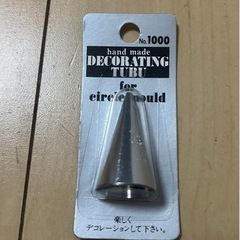 No.1000
hand made
DECORATING
TUBU
for
circle mould
楽しく
デコレーションして下さい。